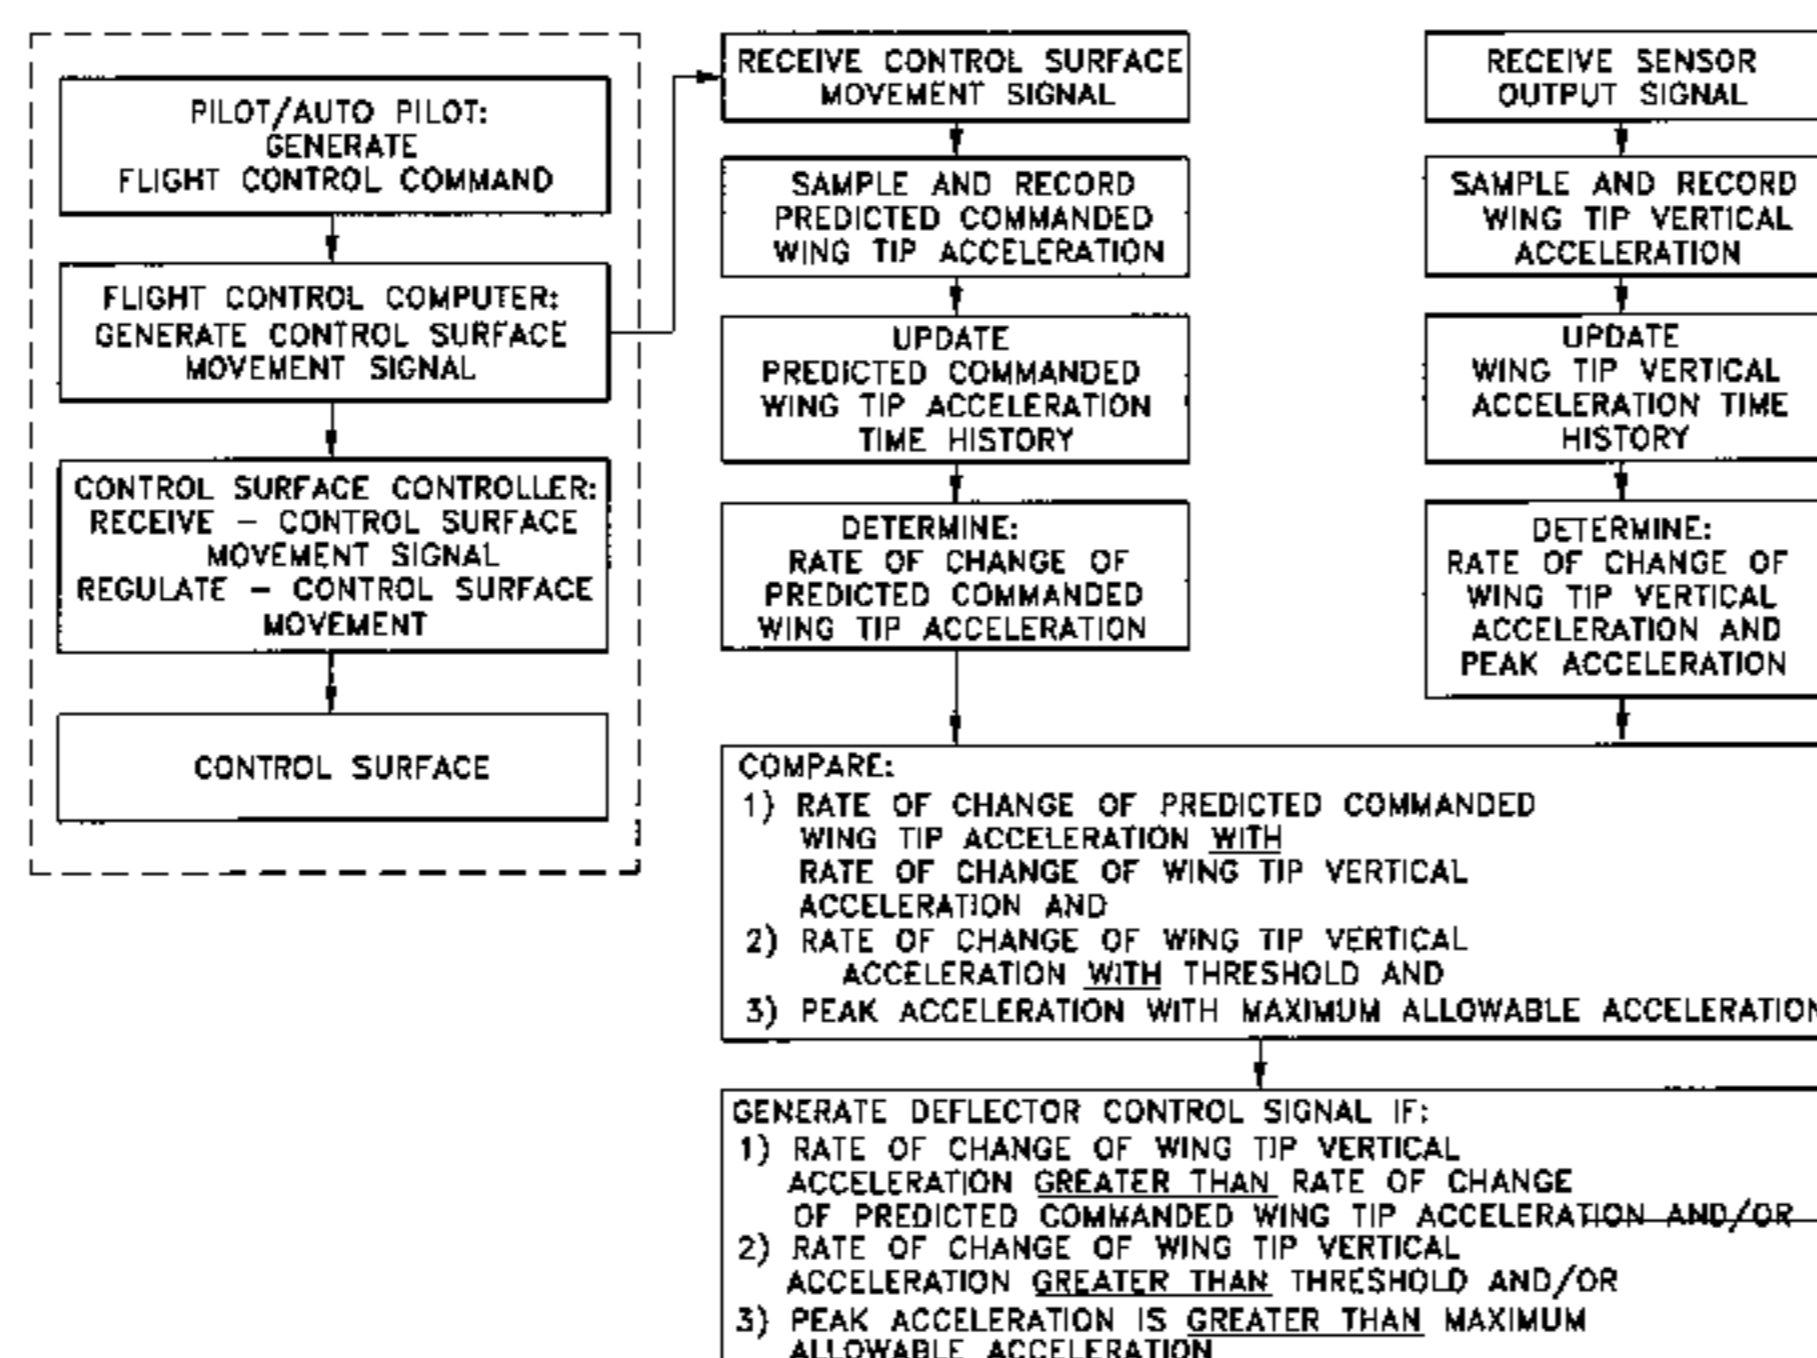 PILOT/AUTO PILOT:
GENERATE
FLIGHT CONTROL COMMAND
FLIGHT CONTROL COMPUTER:
GENERATE CONTROL SURFACE
MOVEMENT SIGNAL
CONTROL SURFACE CONTROLLER:
RECEIVE – CONTROL SURFACE
MOVEMENT SIGNAL
REGULATE – CONTROL SURFACE
MOVEMENT
CONTROL SURFACE
RECEIVE CONTROL SURFACE
MOVEMENT SIGNAL
SAMPLE AND RECORD
PREDICTED COMMANDED
WING TIP ACCELERATION
UPDATE
PREDICTED COMMANDED
WING TIP ACCELERATION
TIME HISTORY
DETERMINE:
RATE OF CHANGE OF
PREDICTED COMMANDED
WING TIP ACCELERATION
RECEIVE SENSOR
OUTPUT SIGNAL
SAMPLE AND RECORD
WING TIP VERTICAL
ACCELERATION
UPDATE
WING TIP VERTICAL
ACCELERATION TIME
HISTORY
DETERMINE:
RATE OF CHANGE OF
WING TIP VERTICAL
ACCELERATION AND
PEAK ACCELERATION
COMPARE:
1) RATE OF CHANGE OF PREDICTED COMMANDED
WING TIP ACCELERATION WITH
RATE OF CHANGE OF WING TIP VERTICAL
ACCELERATION AND
2) RATE OF CHANGE OF WING TIP VERTICAL
ACCELERATION WITH THRESHOLD AND
3) PEAK ACCELERATION WITH MAXIMUM ALLOWABLE ACCELERATION
GENERATE DEFLECTOR CONTROL SIGNAL IF:
1) RATE OF CHANGE OF WING TIP VERTICAL
ACCELERATION GREATER THAN RATE OF CHANGE
OF PREDICTED COMMANDED WING TIP ACCELERATION AND/OR
2) RATE OF CHANGE OF WING TIP VERTICAL
ACCELERATION GREATER THAN THRESHOLD AND/OR
3) PEAK ACCELERATION IS GREATER THAN MAXIMUM
ALLOWABLE ACCELERATION